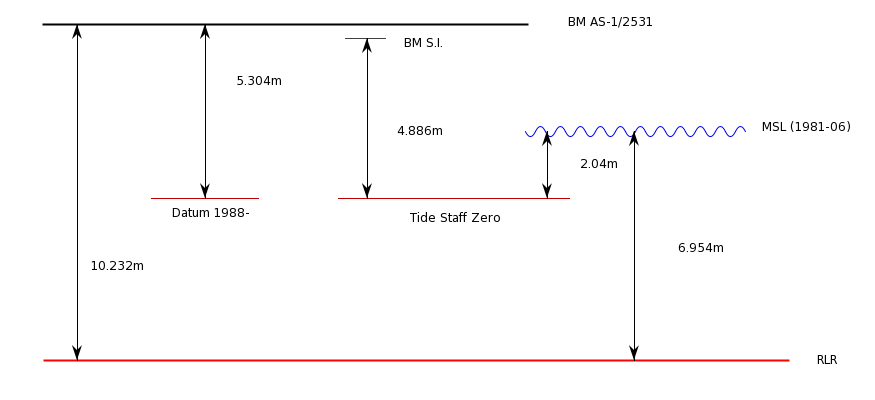 BM AS-1/2531
BM S.I.
5.304m
4.886m
MSL (1981-06)
2.04m
Datum 1988-
Tide Staff Zero
6.954m
10.232m
RLR